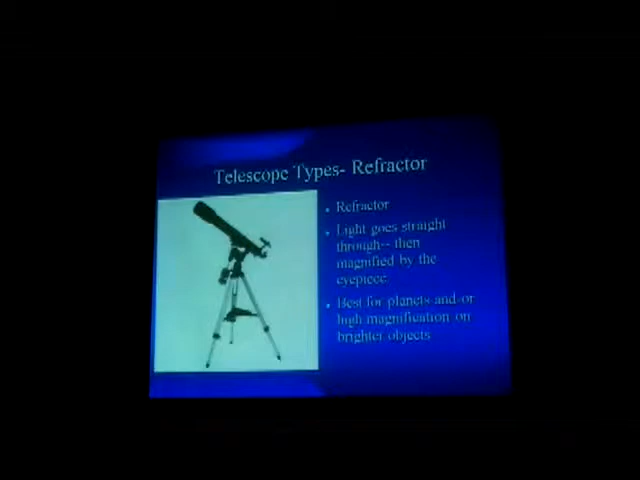 Telescope Types- Refractor
Refractor
Light goes straight
through-- then
magnified by the
eyepiece
Best for planets and/or
high magnification on
brighter objects